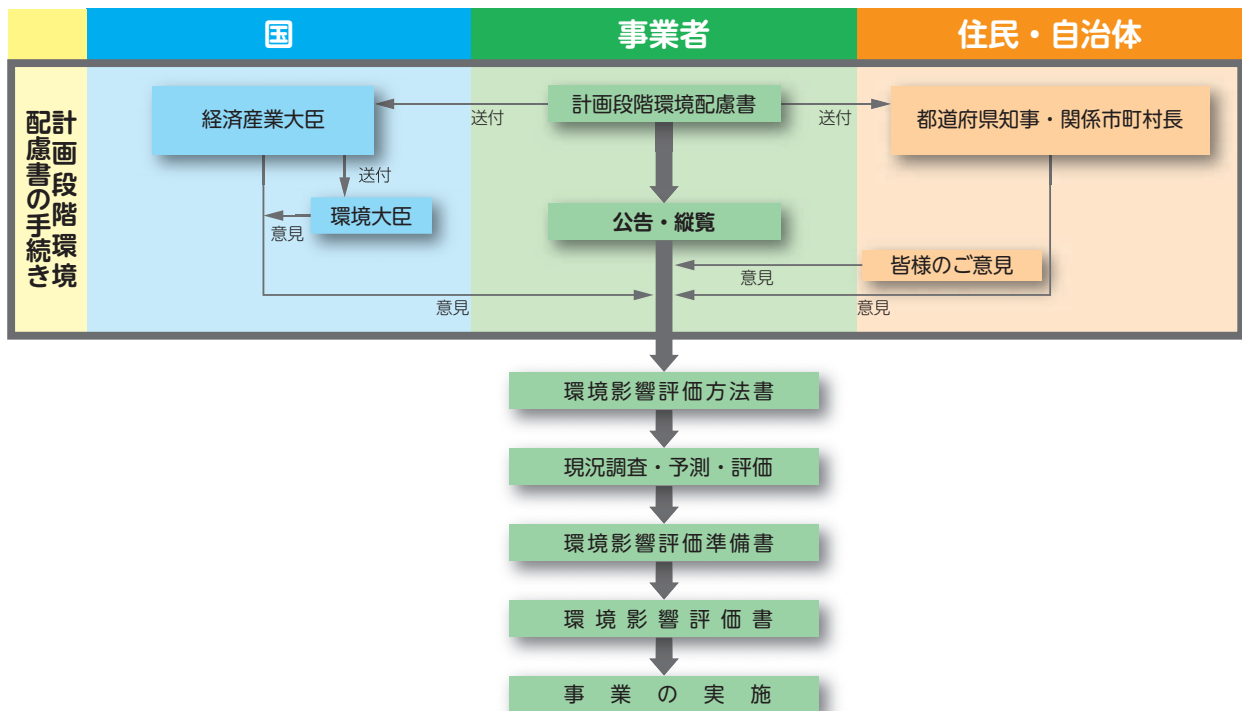 国
事業者
住民・自治体
計画段階環境
配慮書の手続き
経済産業大臣
送付
計画段階環境配慮書
送付
都道府県知事・関係市町村長
送付
環境大臣
意見
公告・縦覧
皆様のご意見
意見
意見
意見
環境影響評価方法書
現況調査・予測・評価
環境影響評価準備書
環境影響評価書
事業の実施